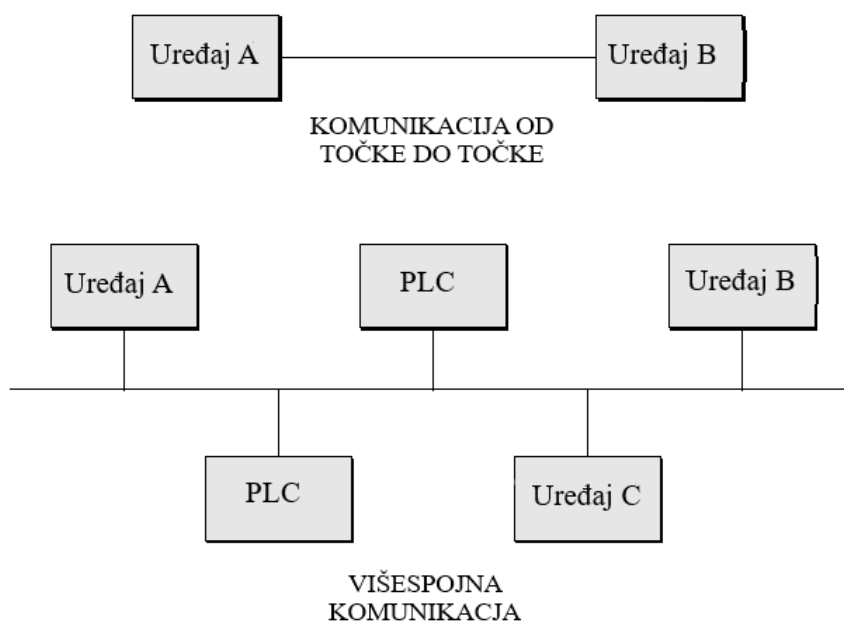 Uređaj A
Uređaj B
KOMUNIKACIJA OD
TOČKE DO TOČKE
Uređaj A
PLC
Uređaj B
PLC
Uređaj C
VIŠESPOJNA
KOMUNIKACJA